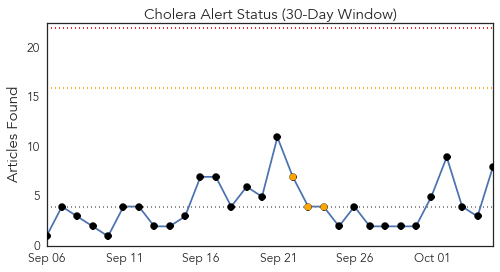 Cholera Alert Status (30-Day Window)
Articles Found
20
15
10
5
0
Sep 06 Sep 11 Sep 16 Sep 21 Sep 26 Oct 01